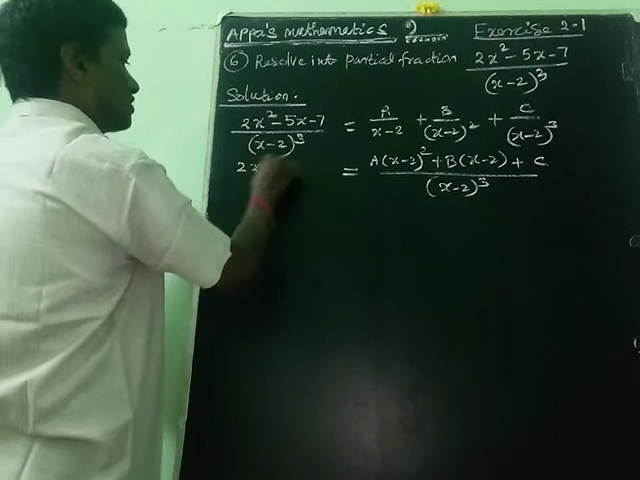 Appa's mathematics
Exercise 2-1
6 Resolve into partial fraction (2x² - 5x - 7)/(x-2)³
Solution.
(2x² - 5x - 7)/(x-2)³ = A/(x-2) + B/(x-2)² + C/(x-2)³
2x = (A(x-2)² + B(x-2) + C)/(x-2)³